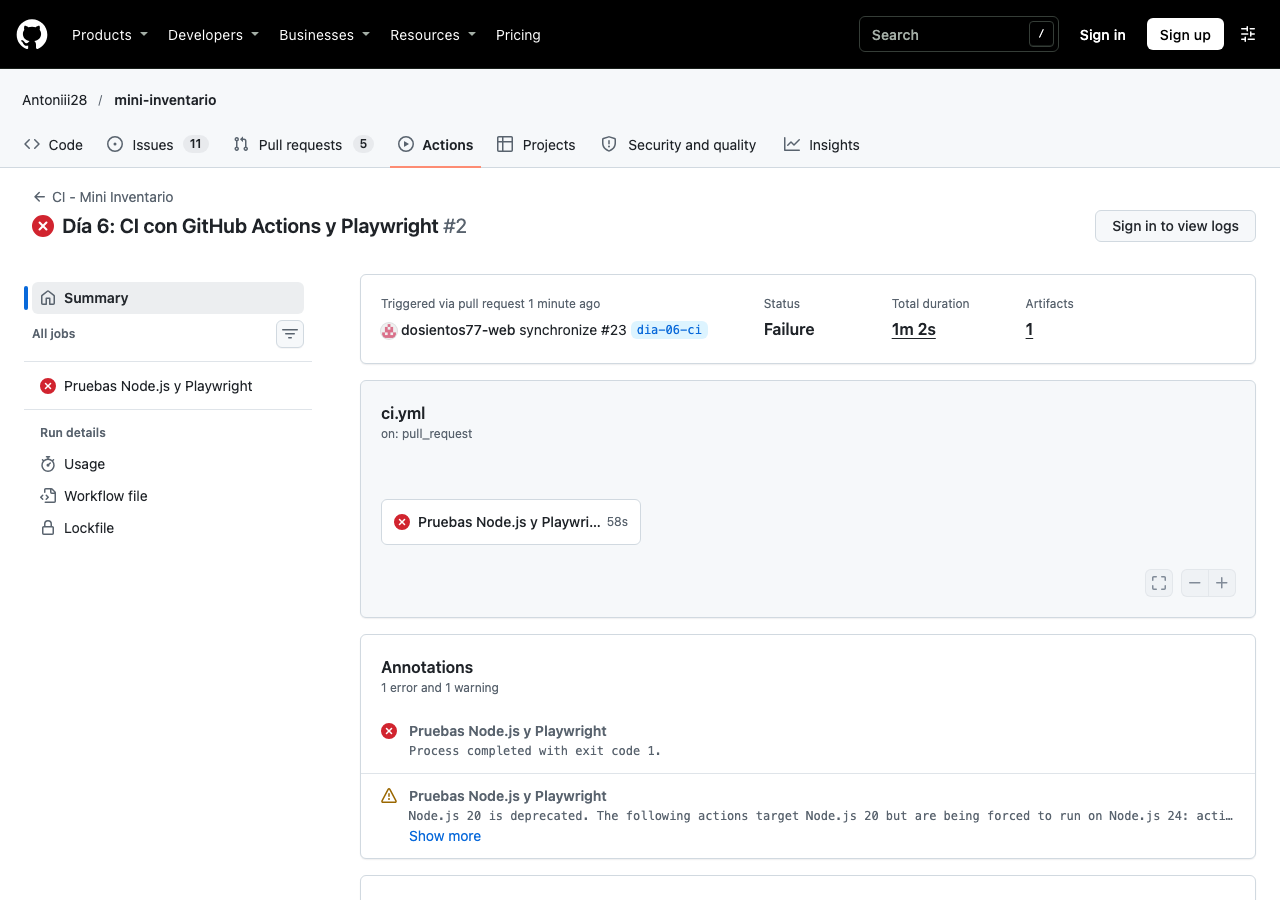 Products Developers Businesses Resources Pricing Search / Sign in Sign up
Antoniii28 / mini-inventario
Code Issues 11 Pull requests 5 Actions Projects Security and quality Insights
CI - Mini Inventario
Día 6: CI con GitHub Actions y Playwright #2
Sign in to view logs
Summary
All jobs
Pruebas Node.js y Playwright
Run details
Usage
Workflow file
Lockfile
Triggered via pull request 1 minute ago
dosientos77-web synchronize #23 dia-06-ci
Status
Failure
Total duration
1m 2s
Artifacts
1
ci.yml
on: pull_request
Pruebas Node.js y Playwri... 58s
Annotations
1 error and 1 warning
Pruebas Node.js y Playwright
Process completed with exit code 1.
Pruebas Node.js y Playwright
Node.js 20 is deprecated. The following actions target Node.js 20 but are being forced to run on Node.js 24: acti…
Show more